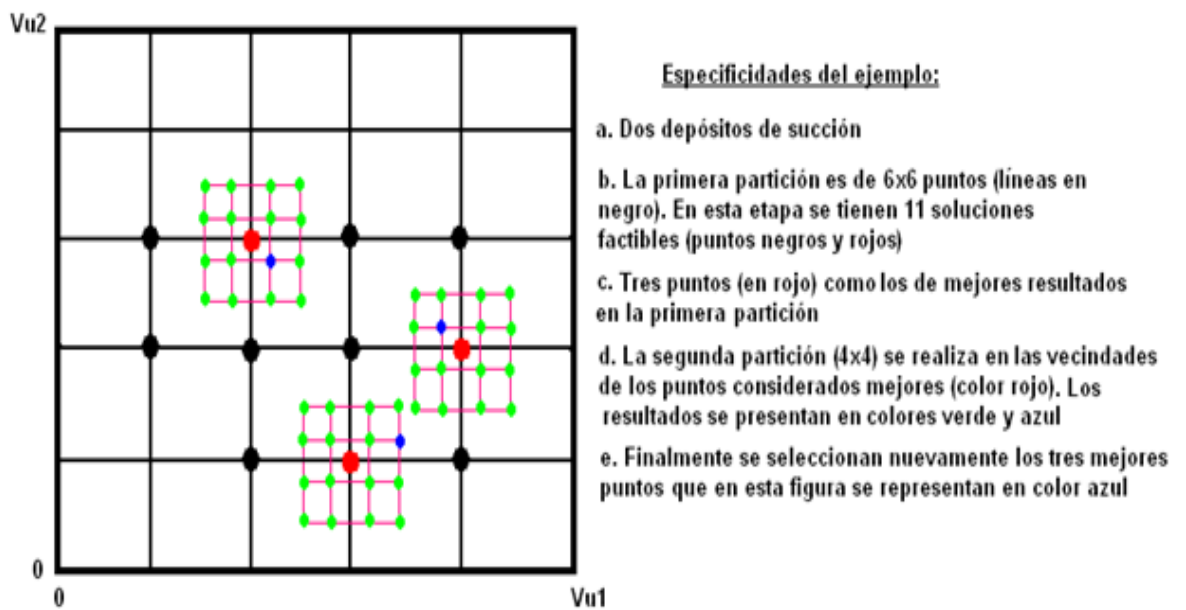 Vu2
Especificidades del ejemplo:
a. Dos depósitos de succión
b. La primera partición es de 6x6 puntos (líneas en
negro). En esta etapa se tienen 11 soluciones
factibles (puntos negros y rojos)
c. Tres puntos (en rojo) como los de mejores resultados
en la primera partición
d. La segunda partición (4x4) se realiza en las vecindades
de los puntos considerados mejores (color rojo). Los
resultados se presentan en colores verde y azul
e. Finalmente se seleccionan nuevamente los tres mejores
puntos que en esta figura se representan en color azul
0
0
Vu1